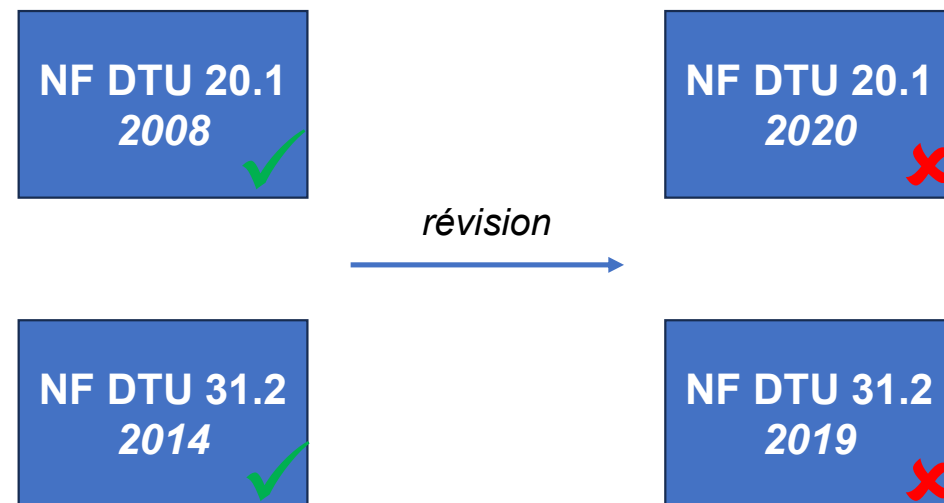 NF DTU 20.1
2008
NF DTU 20.1
2020
révision
NF DTU 31.2
2014
NF DTU 31.2
2019